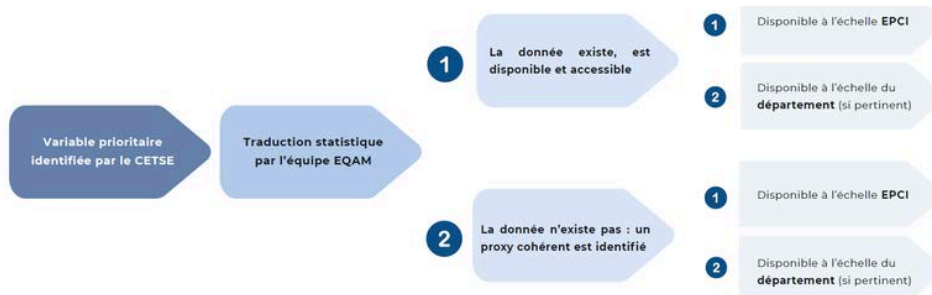 Variable prioritaire
identifiée par le CETSE
Traduction statistique
par l'équipe EQAM
1
La donnée existe, est
disponible et accessible
1
Disponible à l'échelle EPCI
2
Disponible à l'échelle du
département (si pertinent)
2
La donnée n'existe pas : un
proxy cohérent est identifié
1
Disponible à l'échelle EPCI
2
Disponible à l'échelle du
département (si pertinent)